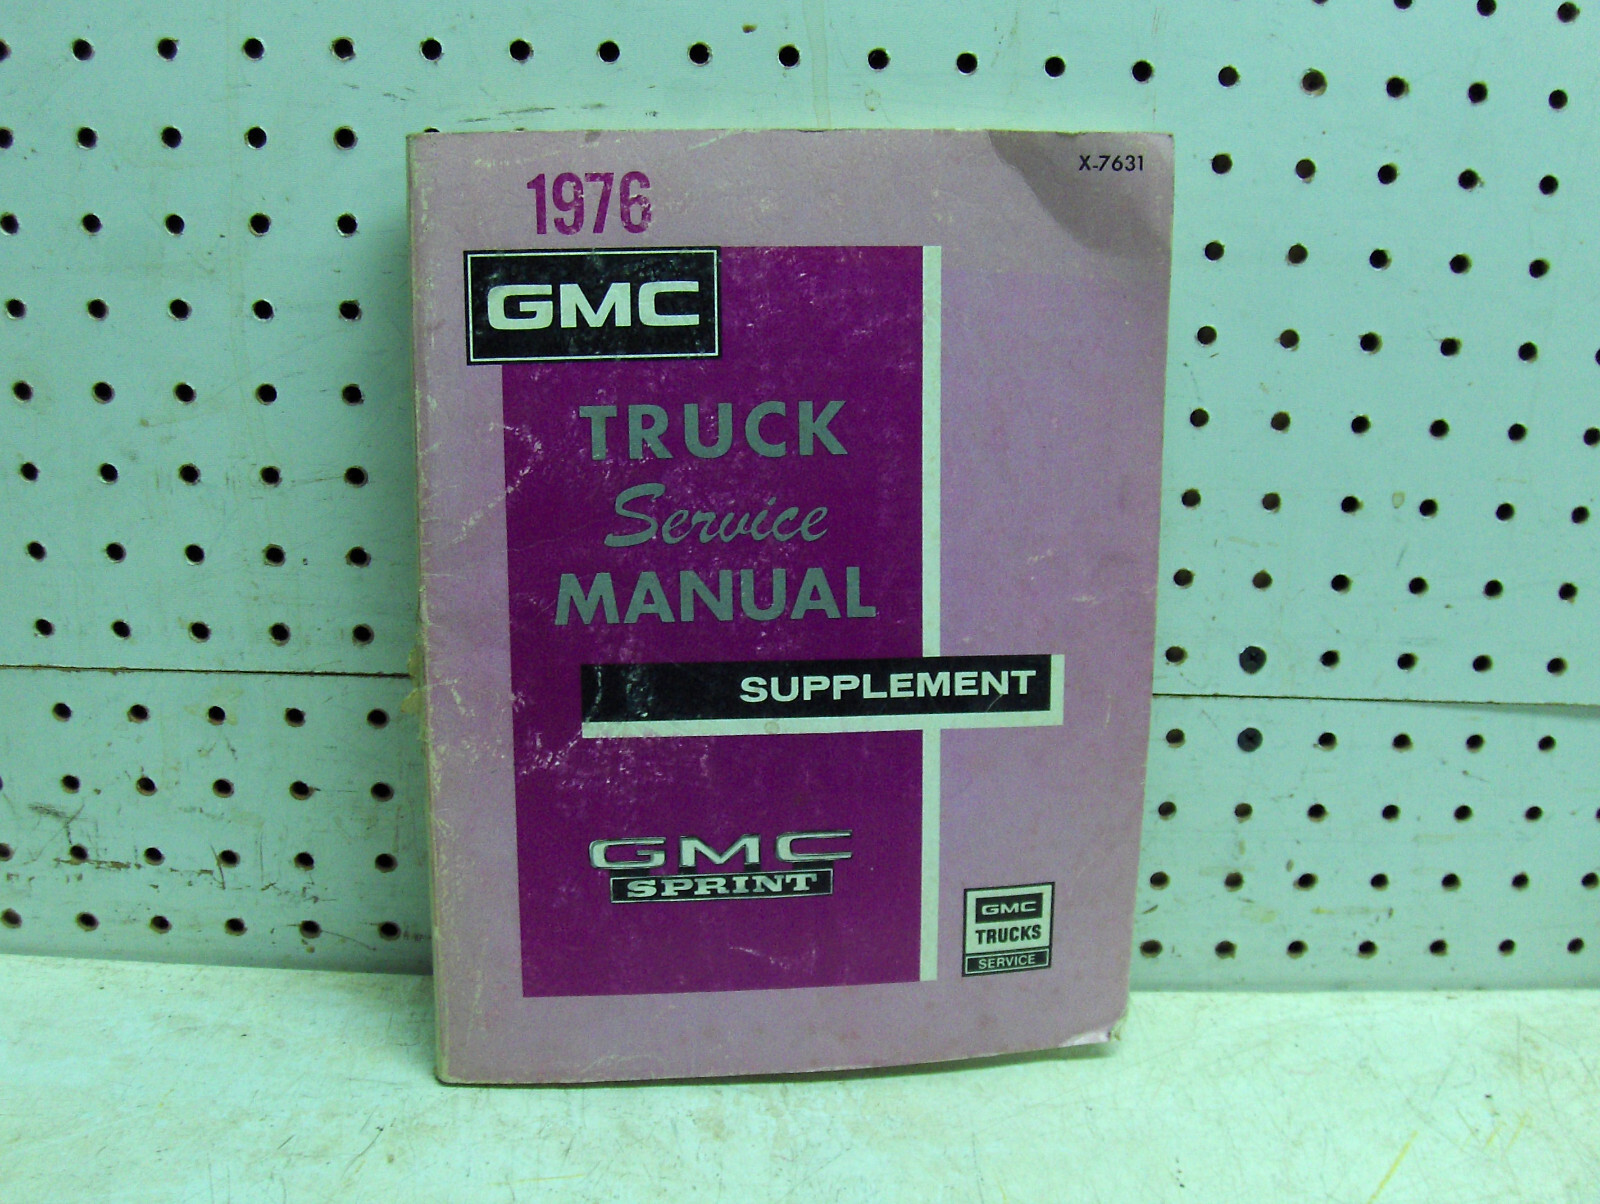 X-7631
1976
GMC
TRUCK
Service
MANUAL
SUPPLEMENT
GMC
SPRINT
GMC
TRUCKS
SERVICE